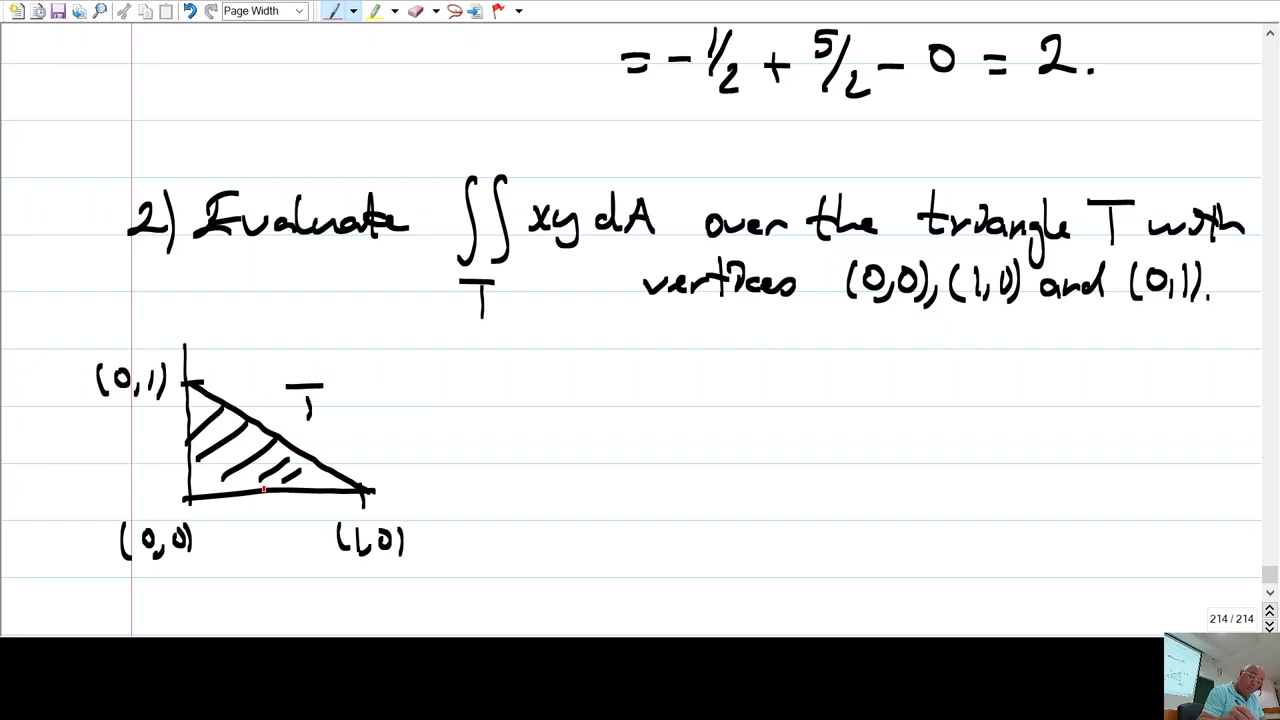 Page Width
= - 1/2 + 5/2 - 0 = 2.
2) Evaluate ∬_T xy dA over the triangle T with
vertices (0,0), (1,0) and (0,1).
(0,1) T
(0,0) (1,0)
214 / 214